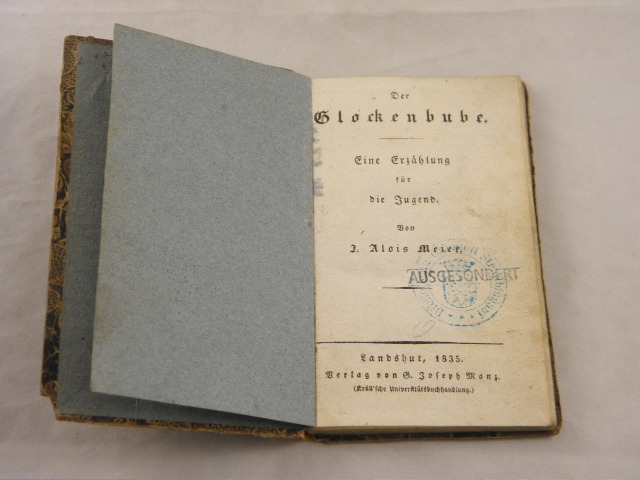 Der
Glockenbube.
Eine Erzählung
für
die Jugend.
Von
J. Alois Meier.
AUSGESONDERT
Landshut, 1835.
Verlag von G. Joseph Manz.
(Krüll'sche Universitätsbuchhandlung.)